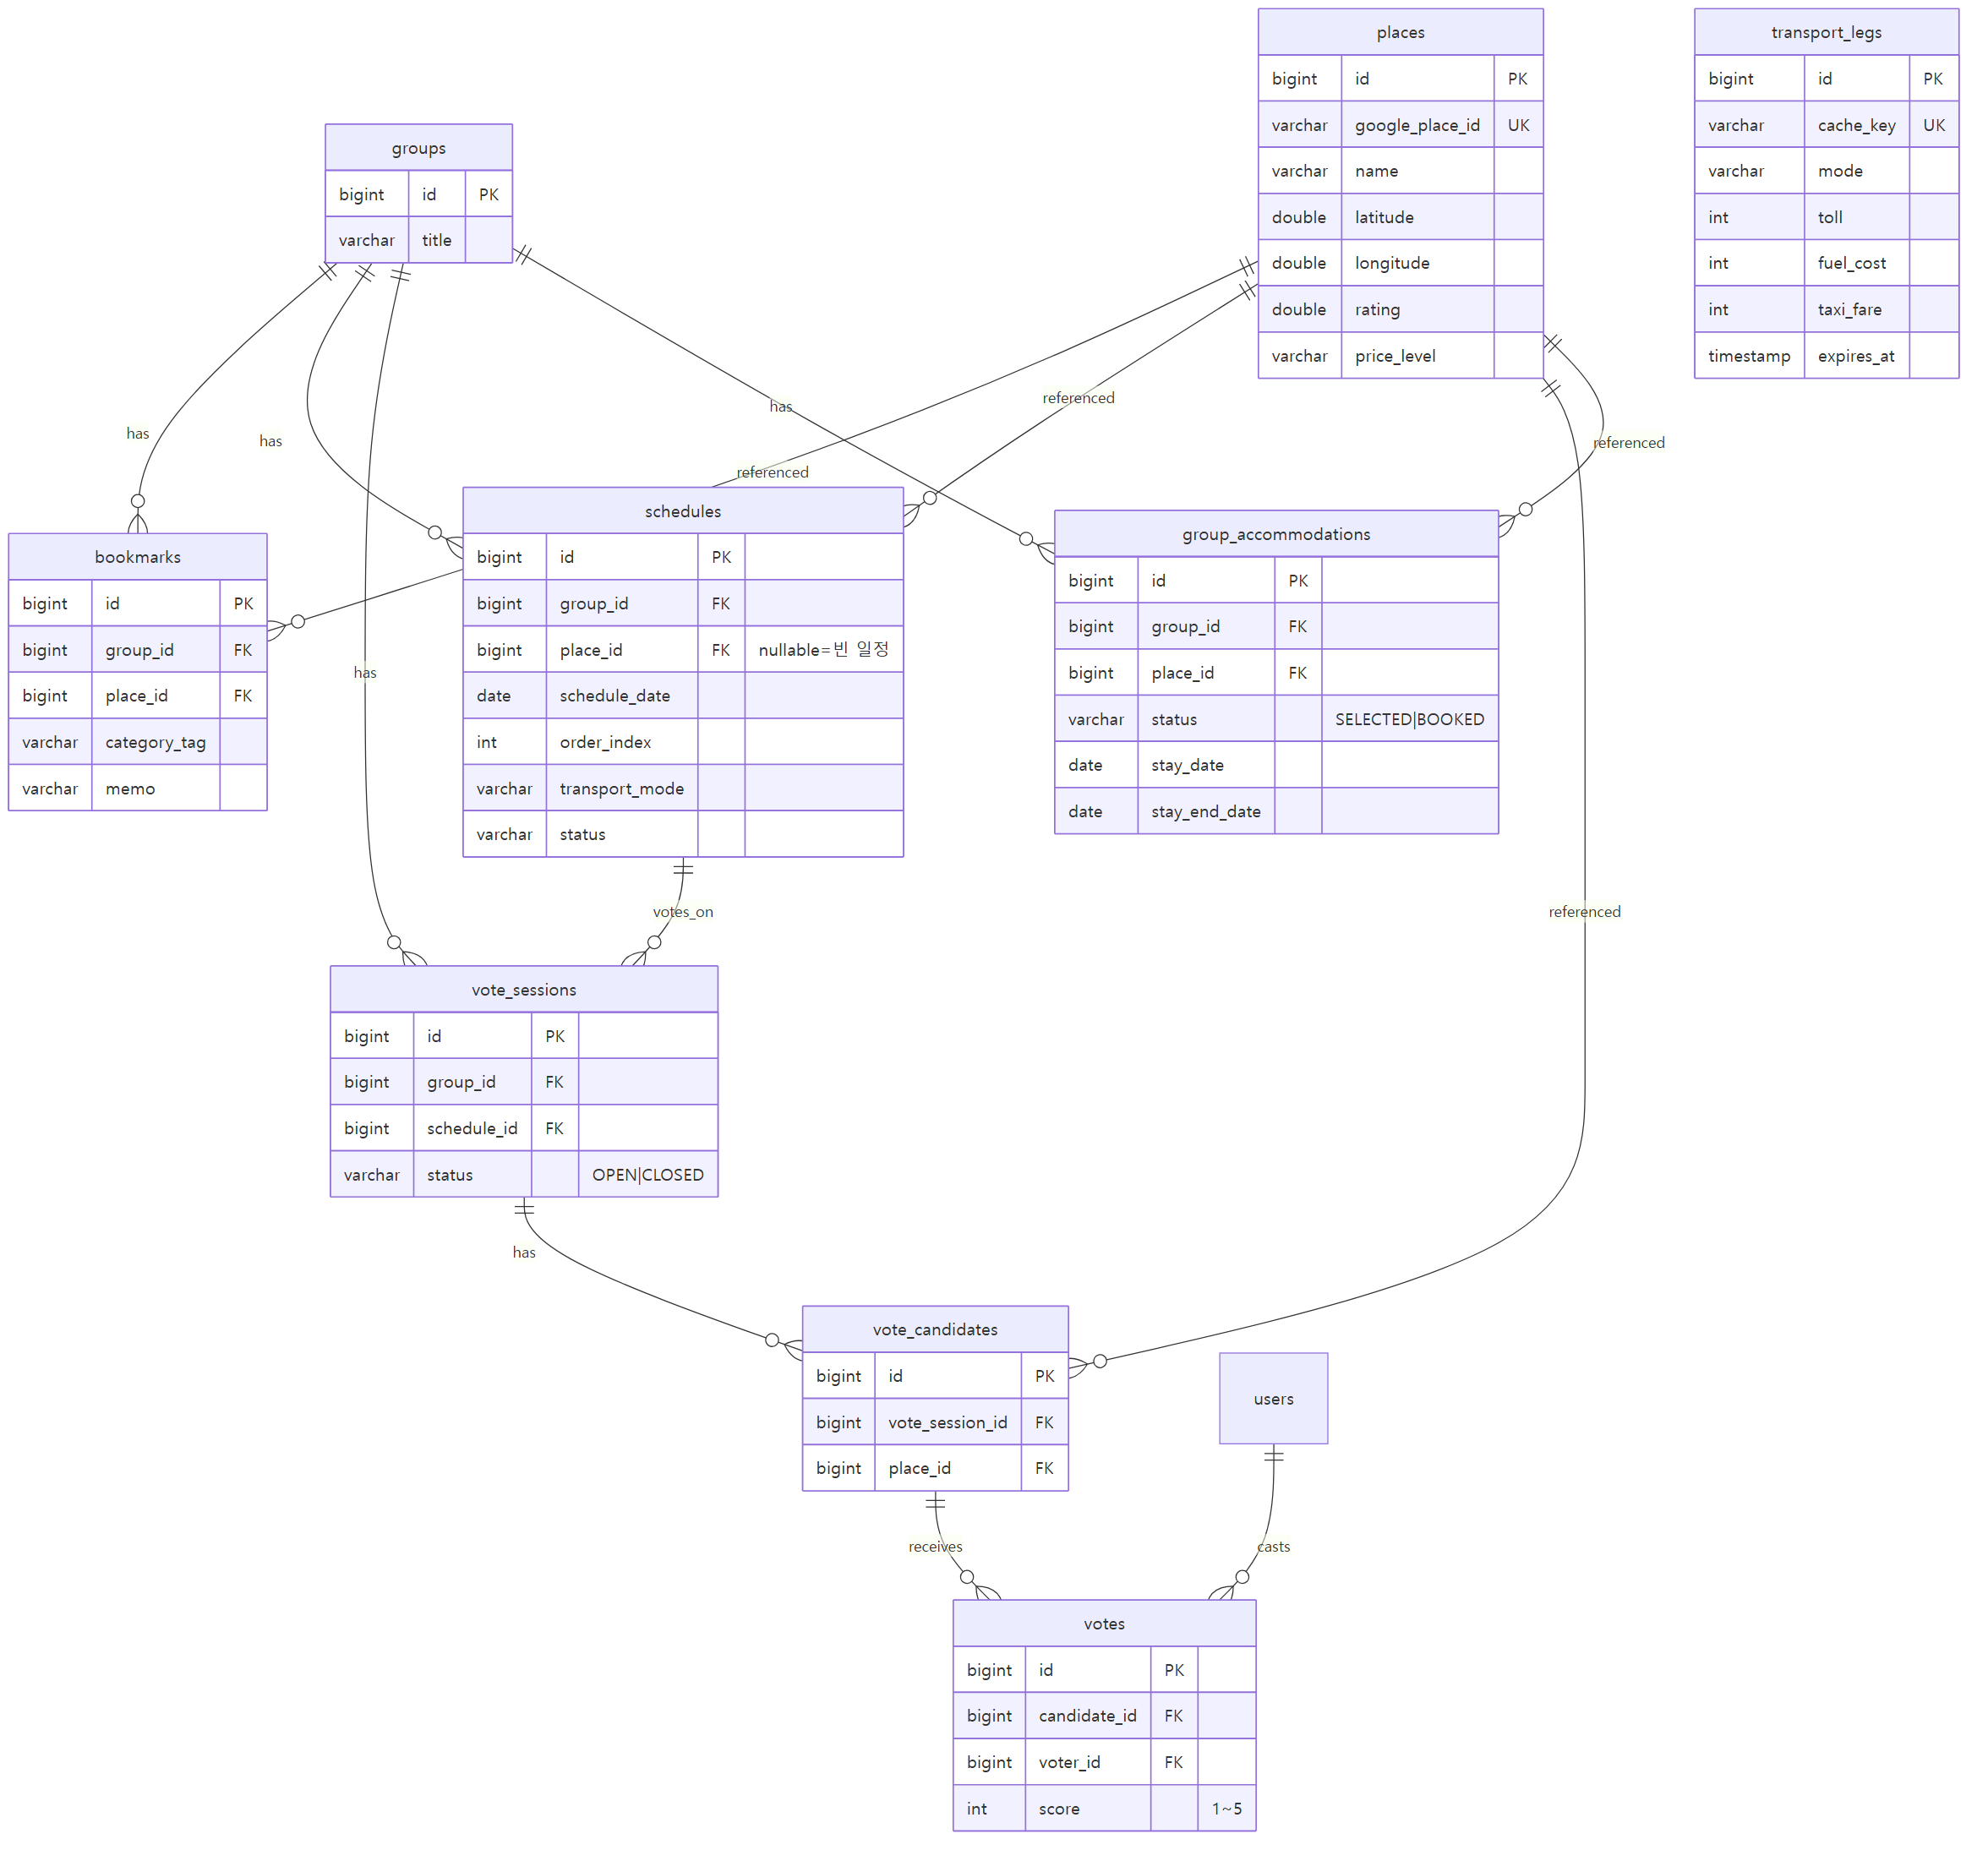 places
bigint id PK
varchar google_place_id UK
varchar name
double latitude
double longitude
double rating
varchar price_level
transport_legs
bigint id PK
varchar cache_key UK
varchar mode
int toll
int fuel_cost
int taxi_fare
timestamp expires_at
groups
bigint id PK
varchar title
has
has
has
has
referenced
referenced
referenced
referenced
bookmarks
bigint id PK
bigint group_id FK
bigint place_id FK
varchar category_tag
varchar memo
schedules
bigint id PK
bigint group_id FK
bigint place_id FK nullable=빈 일정
date schedule_date
int order_index
varchar transport_mode
varchar status
group_accommodations
bigint id PK
bigint group_id FK
bigint place_id FK
varchar status SELECTED|BOOKED
date stay_date
date stay_end_date
votes_on
vote_sessions
bigint id PK
bigint group_id FK
bigint schedule_id FK
varchar status OPEN|CLOSED
has
vote_candidates
bigint id PK
bigint vote_session_id FK
bigint place_id FK
users
receives
casts
votes
bigint id PK
bigint candidate_id FK
bigint voter_id FK
int score 1~5